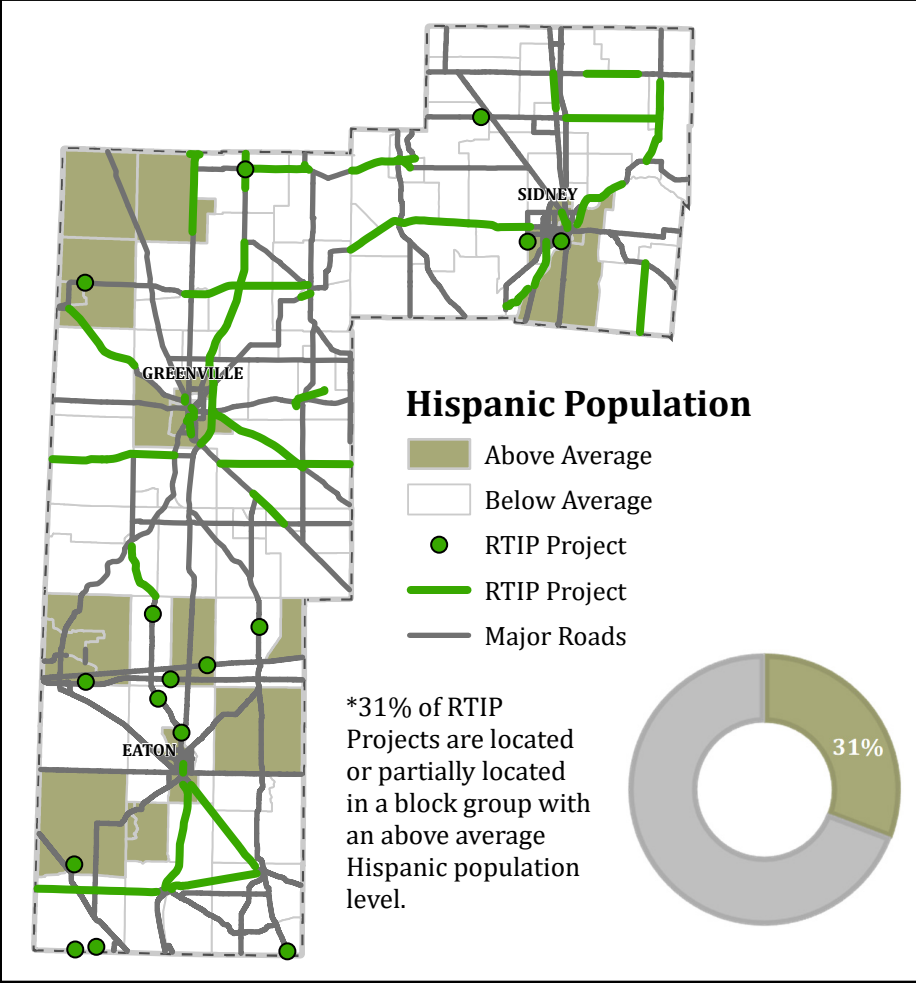 SIDNEY
GREENVILLE
Hispanic Population
Above Average
Below Average
RTIP Project
RTIP Project
Major Roads
*31% of RTIP
Projects are located
or partially located
in a block group with
an above average
Hispanic population
level.
31%
EATON